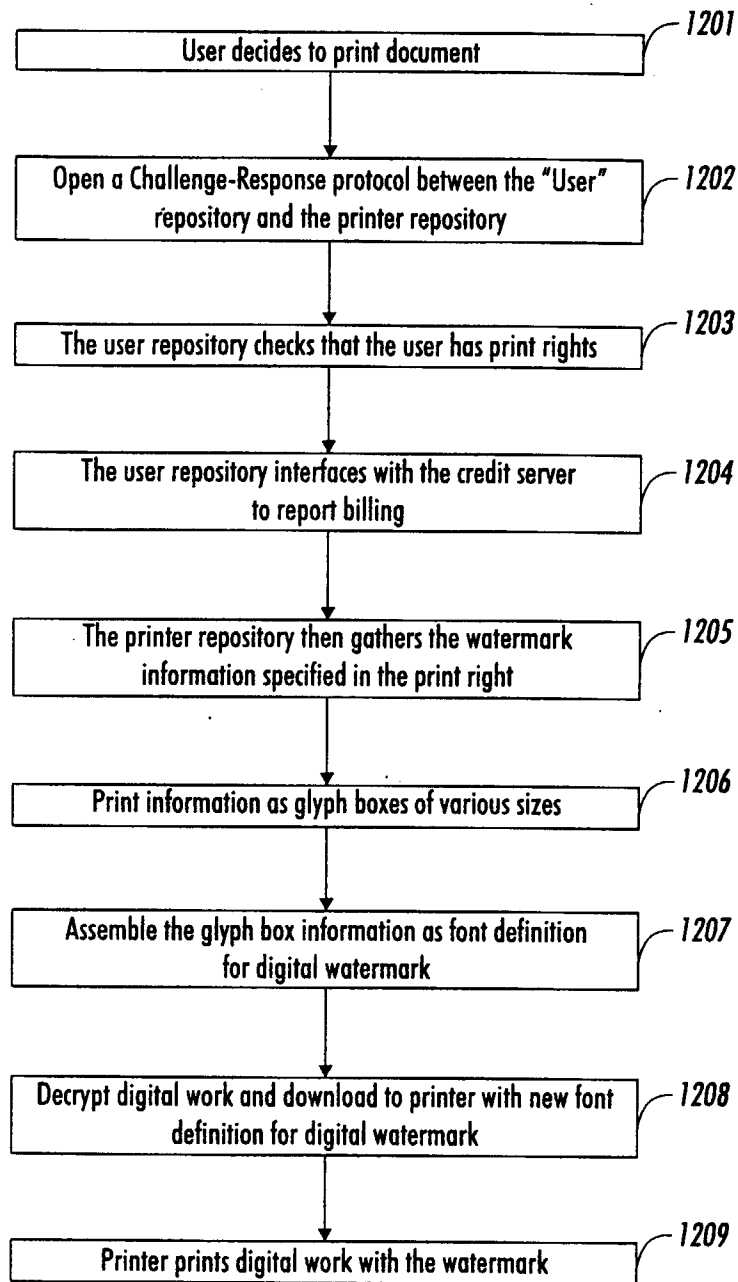 1201
User decides to print document
1202
Open a Challenge-Response protocol between the "User"
repository and the printer repository
1203
The user repository checks that the user has print rights
1204
The user repository interfaces with the credit server
to report billing
1205
The printer repository then gathers the watermark
information specified in the print right
1206
Print information as glyph boxes of various sizes
1207
Assemble the glyph box information as font definition
for digital watermark
1208
Decrypt digital work and download to printer with new font
definition for digital watermark
1209
Printer prints digital work with the watermark